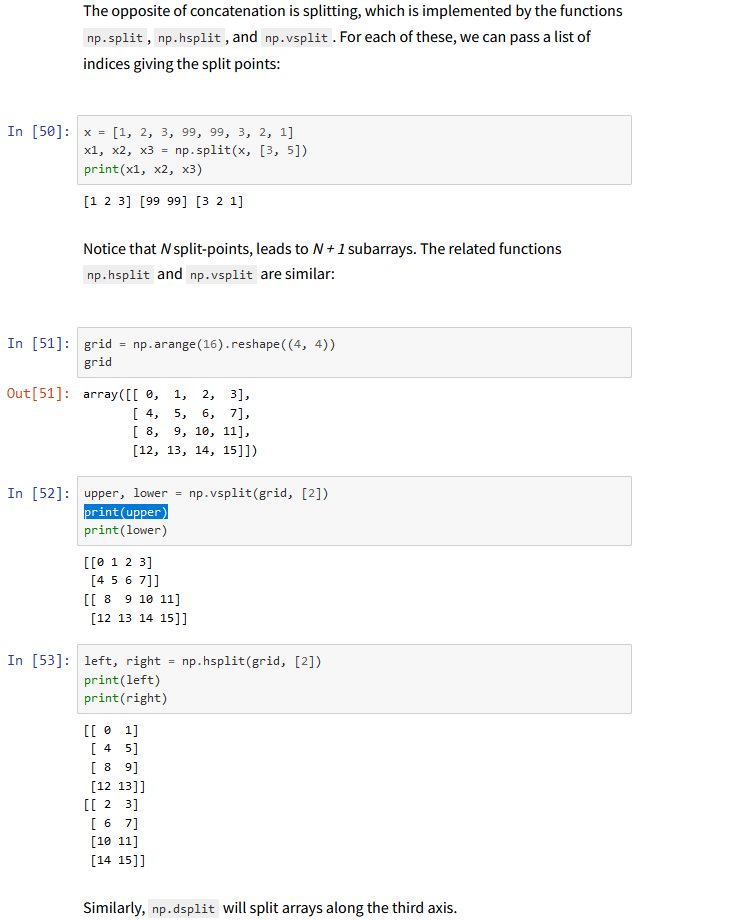 The opposite of concatenation is splitting, which is implemented by the functions
np.split, np.hsplit, and np.vsplit. For each of these, we can pass a list of
indices giving the split points:
In [50]: x = [1, 2, 3, 99, 99, 3, 2, 1]
x1, x2, x3 = np.split(x, [3, 5])
print(x1, x2, x3)
[1 2 3] [99 99] [3 2 1]
Notice that N split-points, leads to N + 1 subarrays. The related functions
np.hsplit and np.vsplit are similar:
In [51]: grid = np.arange(16).reshape((4, 4))
grid
Out[51]: array([[ 0,  1,  2,  3],
[ 4,  5,  6,  7],
[ 8,  9, 10, 11],
[12, 13, 14, 15]])
In [52]: upper, lower = np.vsplit(grid, [2])
print(upper)
print(lower)
[[0 1 2 3]
[4 5 6 7]]
[[ 8  9 10 11]
[12 13 14 15]]
In [53]: left, right = np.hsplit(grid, [2])
print(left)
print(right)
[[ 0  1]
[ 4  5]
[ 8  9]
[12 13]]
[[ 2  3]
[ 6  7]
[10 11]
[14 15]]
Similarly, np.dsplit will split arrays along the third axis.